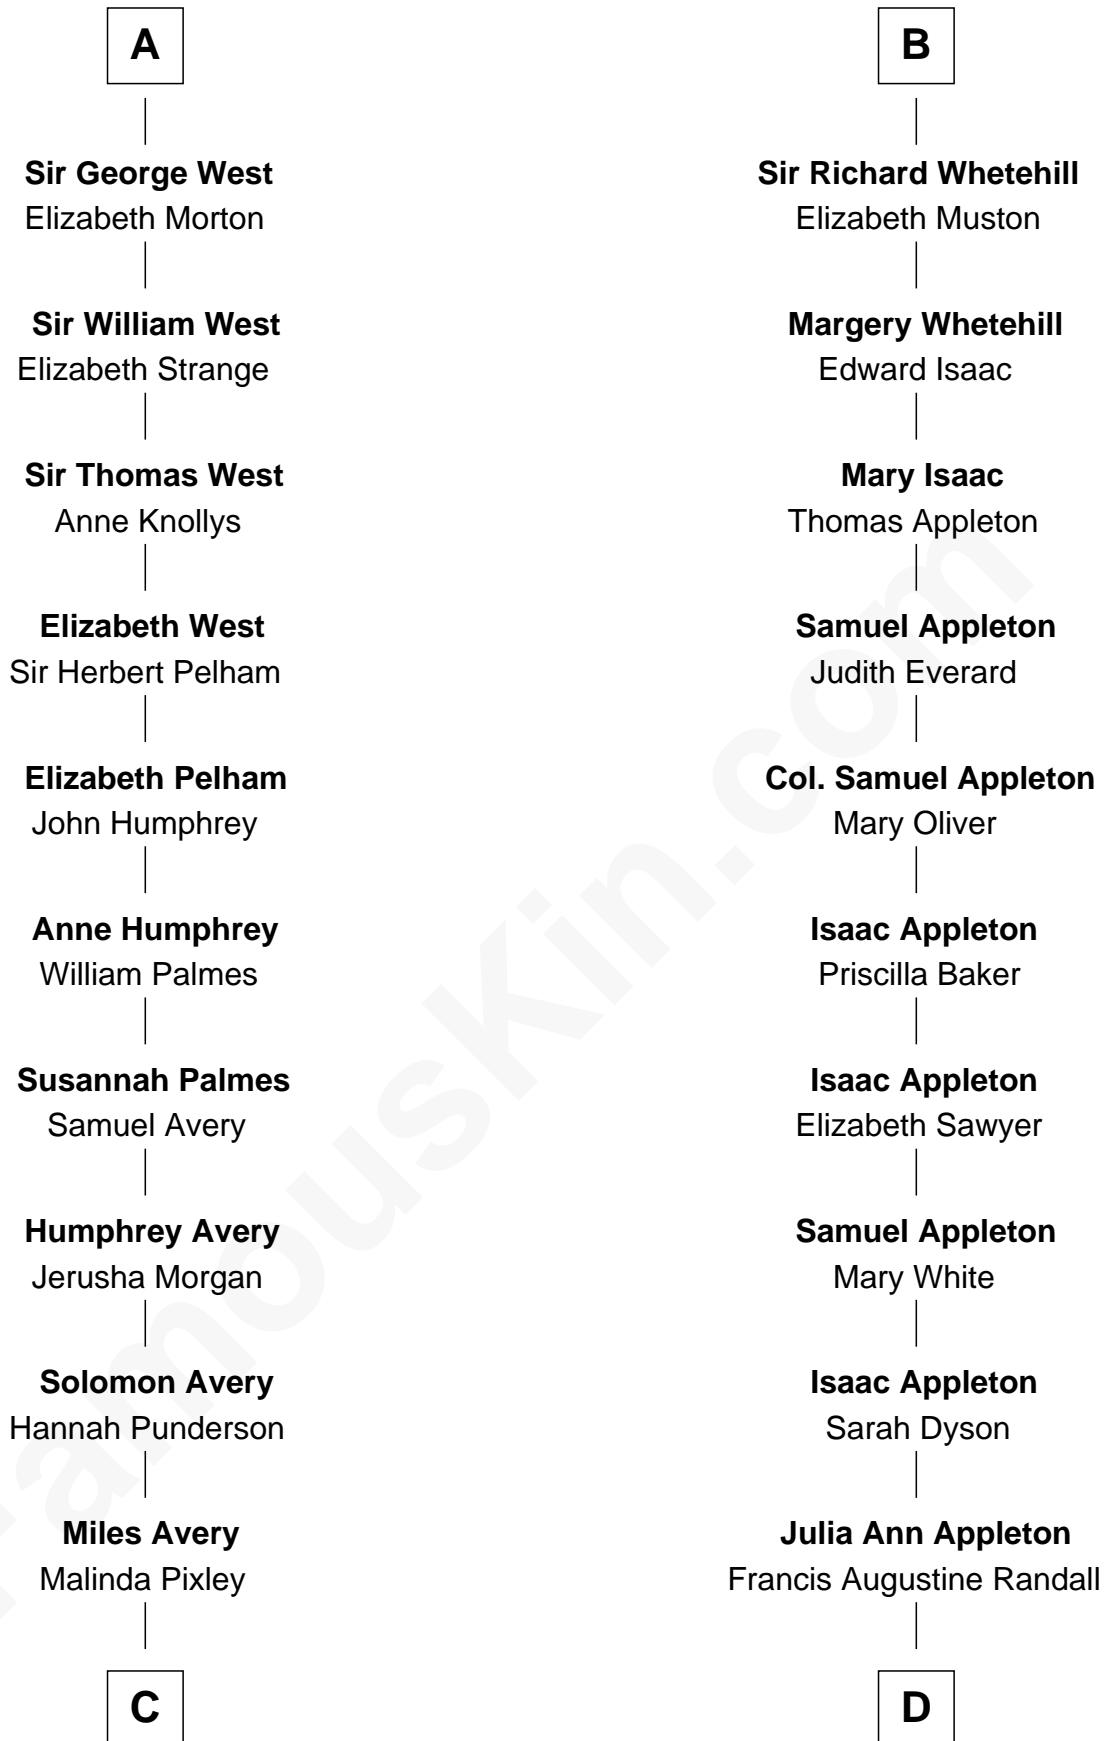 A
Sir George West
Elizabeth Morton
Sir William West
Elizabeth Strange
Sir Thomas West
Anne Knollys
Elizabeth West
Sir Herbert Pelham
Elizabeth Pelham
John Humphrey
Anne Humphrey
William Palmes
Susannah Palmes
Samuel Avery
Humphrey Avery
Jerusha Morgan
Solomon Avery
Hannah Punderson
Miles Avery
Malinda Pixley
C
B
Sir Richard Whetehill
Elizabeth Muston
Margery Whetehill
Edward Isaac
Mary Isaac
Thomas Appleton
Samuel Appleton
Judith Everard
Col. Samuel Appleton
Mary Oliver
Isaac Appleton
Priscilla Baker
Isaac Appleton
Elizabeth Sawyer
Samuel Appleton
Mary White
Isaac Appleton
Sarah Dyson
Julia Ann Appleton
Francis Augustine Randall
D
FamousKin.com